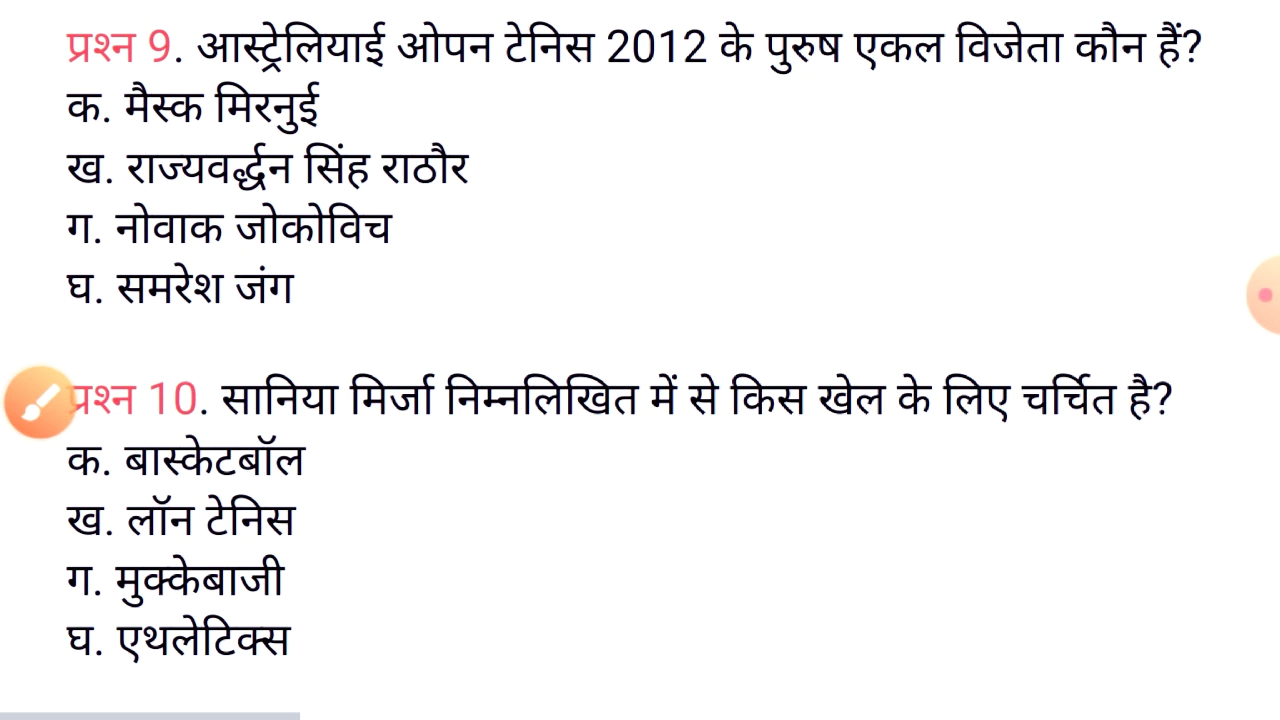 प्रश्न 9. आस्ट्रेलियाई ओपन टेनिस 2012 के पुरुष एकल विजेता कौन हैं?
क. मैस्क मिरनुई
ख. राज्यवर्द्धन सिंह राठौर
ग. नोवाक जोकोविच
घ. समरेश जंग
प्रश्न 10. सानिया मिर्जा निम्नलिखित में से किस खेल के लिए चर्चित है?
क. बास्केटबॉल
ख. लॉन टेनिस
ग. मुक्केबाजी
घ. एथलेटिक्स